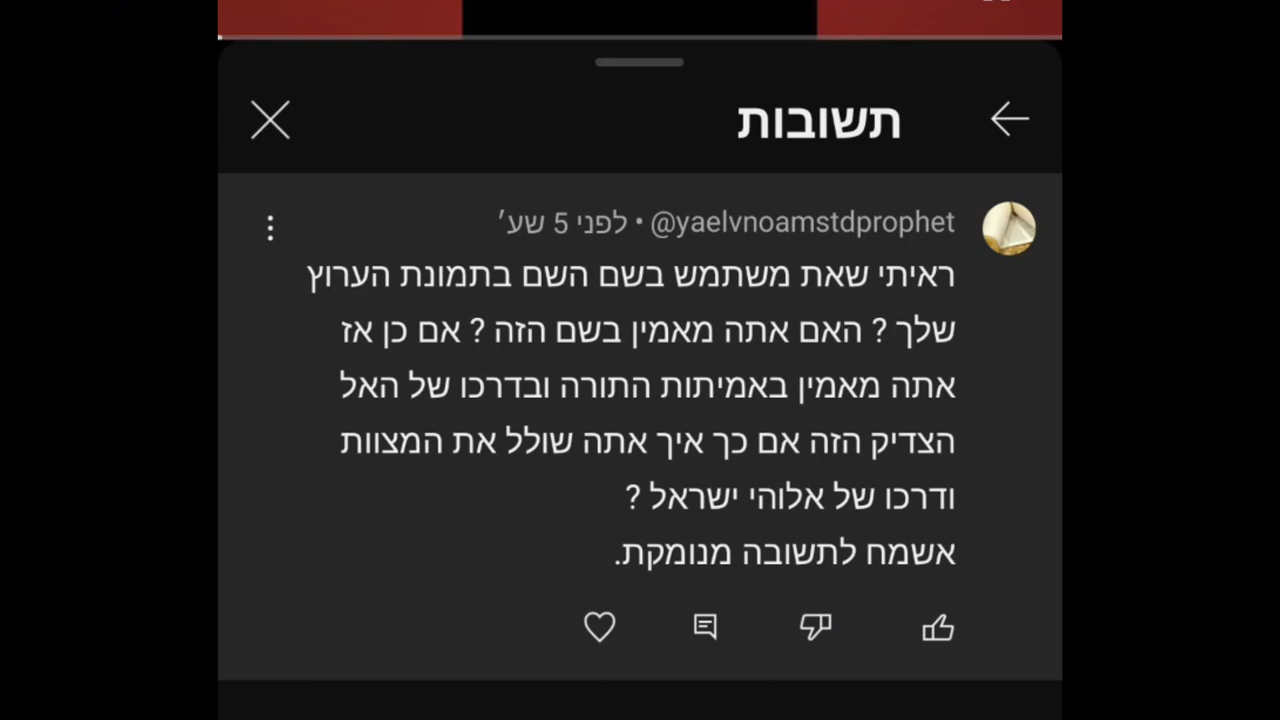 תשובות
@yaelvnoamstdprophet • לפני 5 שע׳
ראיתי שאת משתמש בשם השם בתמונת הערוץ
שלך ? האם אתה מאמין בשם הזה ? אם כן אז
אתה מאמין באמיתות התורה ובדרכו של האל
הצדיק הזה אם כך איך אתה שולל את המצוות
ודרכו של אלוהי ישראל ?
אשמח לתשובה מנומקת.